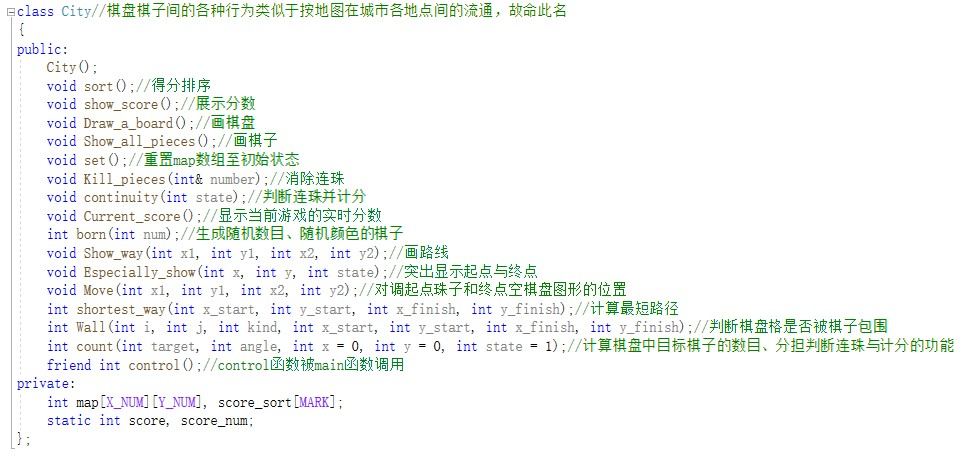 class City//棋盘棋子间的各种行为类似于按地图在城市各地点间的流通，故命此名
{
public:
City();
void sort();//得分排序
void show_score();//展示分数
void Draw_a_board();//画棋盘
void Show_all_pieces();//画棋子
void set();//重置map数组至初始状态
void Kill_pieces(int& number);//消除连珠
void continuity(int state);//判断连珠并计分
void Current_score();//显示当前游戏的实时分数
int born(int num);//生成随机数目、随机颜色的棋子
void Show_way(int x1, int y1, int x2, int y2);//画路线
void Especially_show(int x, int y, int state);//突出显示起点与终点
void Move(int x1, int y1, int x2, int y2);//对调起点珠子和终点空棋盘图形的位置
int shortest_way(int x_start, int y_start, int x_finish, int y_finish);//计算最短路径
int Wall(int i, int j, int kind, int x_start, int y_start, int x_finish, int y_finish);//判断棋盘格是否被棋子包围
int count(int target, int angle, int x = 0, int y = 0, int state = 1);//计算棋盘中目标棋子的数目、分担判断连珠与计分的功能
friend int control();//control函数被main函数调用
private:
int map[X_NUM][Y_NUM], score_sort[MARK];
static int score, score_num;
};